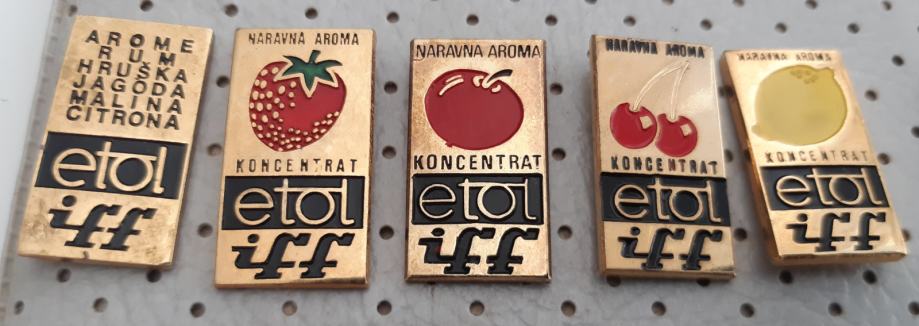 AROME
RUM
HRUŠKA
JAGODA
MALINA
CITRONA
etol
iff
NARAVNA AROMA
KONCENTRAT
etol
iff
NARAVNA AROMA
KONCENTRAT
etol
iff
NARAVNA AROMA
KONCENTRAT
etol
iff
NARAVNA AROMA
KONCENTRAT
etol
iff